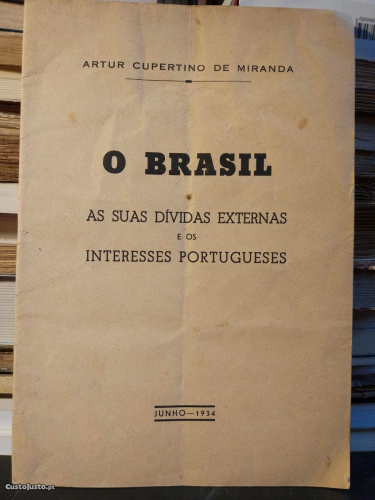 ARTUR CUPERTINO DE MIRANDA
O BRASIL
AS SUAS DÍVIDAS EXTERNAS
E OS
INTERESSES PORTUGUESES
JUNHO—1934
CustoJusto.pt